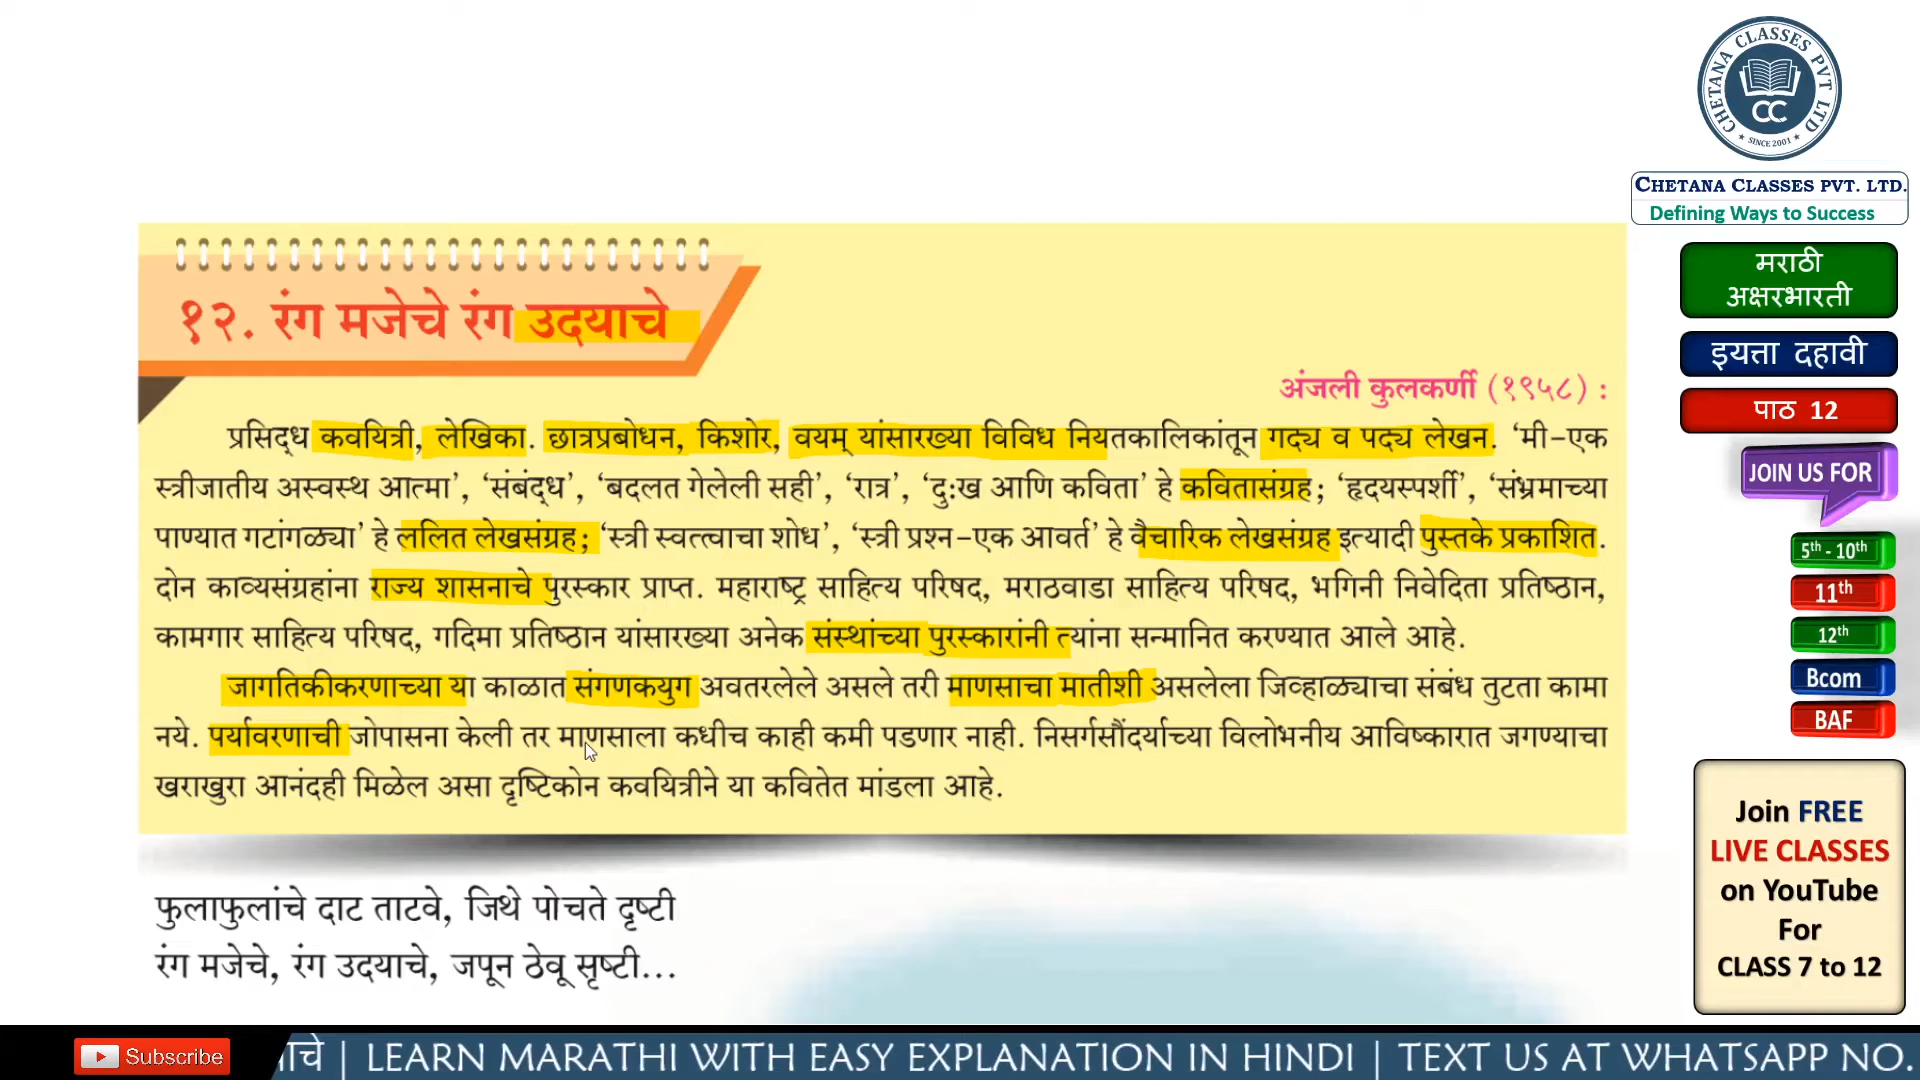 CHETANA CLASSES PVT LTD
CC
★ SINCE 2001 ★
CHETANA CLASSES PVT. LTD.
Defining Ways to Success
१२. रंग मजेचे रंग उदयाचे
अंजली कुलकर्णी (१९५८) :
प्रसिद्ध कवयित्री, लेखिका. छात्रप्रबोधन, किशोर, वयम् यांसारख्या विविध नियतकालिकांतून गद्य व पद्य लेखन. ‘मी-एक
स्त्रीजातीय अस्वस्थ आत्मा’, ‘संबंद्ध’, ‘बदलत गेलेली सही’, ‘रात्र’, ‘दुःख आणि कविता’ हे कवितासंग्रह; ‘हृदयस्पर्शी’, ‘संभ्रमाच्या
पाण्यात गटांगळ्या’ हे ललित लेखसंग्रह; ‘स्त्री स्वत्त्वाचा शोध’, ‘स्त्री प्रश्न-एक आवर्त’ हे वैचारिक लेखसंग्रह इत्यादी पुस्तके प्रकाशित.
दोन काव्यसंग्रहांना राज्य शासनाचे पुरस्कार प्राप्त. महाराष्ट्र साहित्य परिषद, मराठवाडा साहित्य परिषद, भगिनी निवेदिता प्रतिष्ठान,
कामगार साहित्य परिषद, गदिमा प्रतिष्ठान यांसारख्या अनेक संस्थांच्या पुरस्कारांनी त्यांना सन्मानित करण्यात आले आहे.
जागतिकीकरणाच्या या काळात संगणकयुग अवतरलेले असले तरी माणसाचा मातीशी असलेला जिव्हाळ्याचा संबंध तुटता कामा
नये. पर्यावरणाची जोपासना केली तर माणसाला कधीच काही कमी पडणार नाही. निसर्गसौंदर्याच्या विलोभनीय आविष्कारात जगण्याचा
खराखुरा आनंदही मिळेल असा दृष्टिकोन कवयित्रीने या कवितेत मांडला आहे.
फुलाफुलांचे दाट ताटवे, जिथे पोचते दृष्टी
रंग मजेचे, रंग उदयाचे, जपून ठेवू सृष्टी...
मराठी
अक्षरभारती
इयत्ता दहावी
पाठ 12
JOIN US FOR
5th - 10th
11th
12th
Bcom
BAF
Join FREE
LIVE CLASSES
on YouTube
For
CLASS 7 to 12
Subscribe
ाचे | LEARN MARATHI WITH EASY EXPLANATION IN HINDI | TEXT US AT WHATSAPP NO.